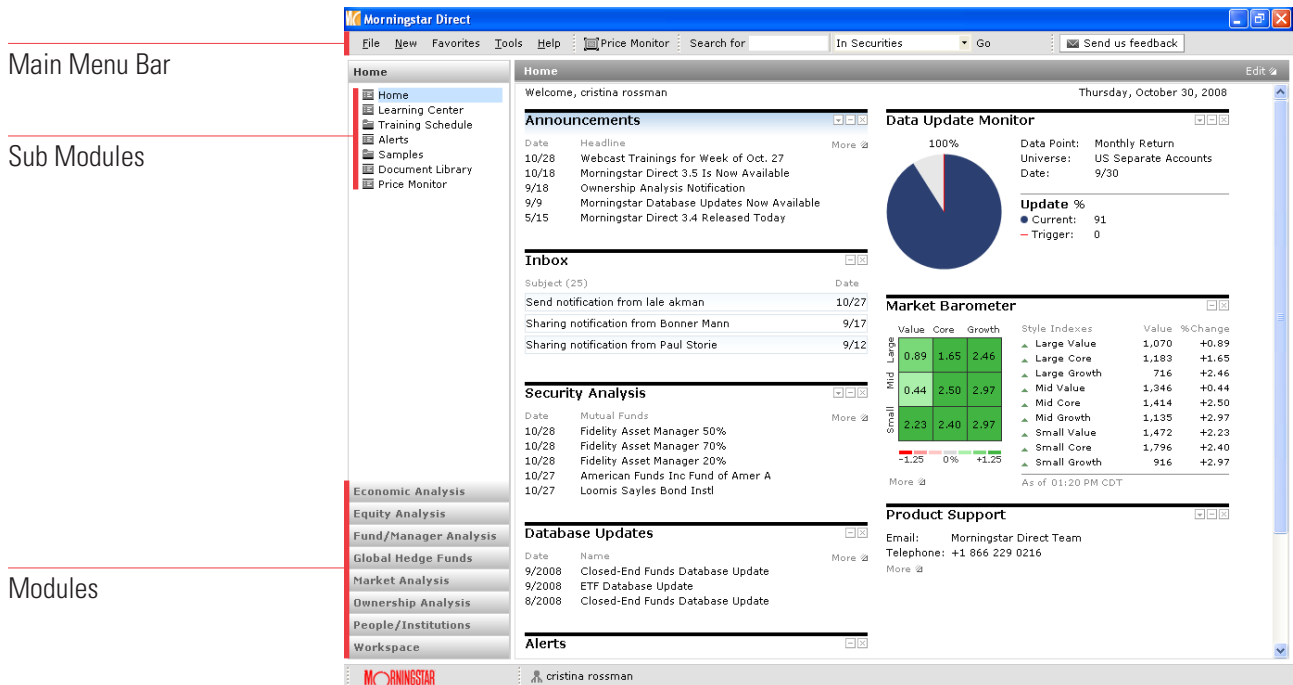 Main Menu Bar
Sub Modules
Modules
Morningstar Direct
File New Favorites Tools Help Price Monitor Search for In Securities Go Send us feedback
Home
Home
Learning Center
Training Schedule
Alerts
Samples
Document Library
Price Monitor
Economic Analysis
Equity Analysis
Fund/Manager Analysis
Global Hedge Funds
Market Analysis
Ownership Analysis
People/Institutions
Workspace
Home Edit
Welcome, cristina rossman Thursday, October 30, 2008
Announcements
Date Headline More
10/28 Webcast Trainings for Week of Oct. 27
10/18 Morningstar Direct 3.5 Is Now Available
9/18 Ownership Analysis Notification
9/9 Morningstar Database Updates Now Available
5/15 Morningstar Direct 3.4 Released Today
Inbox
Subject (25) Date
Send notification from lale akman 10/27
Sharing notification from Bonner Mann 9/17
Sharing notification from Paul Storie 9/12
Security Analysis
Date Mutual Funds More
10/28 Fidelity Asset Manager 50%
10/28 Fidelity Asset Manager 70%
10/28 Fidelity Asset Manager 20%
10/27 American Funds Inc Fund of Amer A
10/27 Loomis Sayles Bond Instl
Database Updates
Date Name More
9/2008 Closed-End Funds Database Update
9/2008 ETF Database Update
8/2008 Closed-End Funds Database Update
Alerts
Data Update Monitor
100%
Data Point: Monthly Return
Universe: US Separate Accounts
Date: 9/30
Update %
Current: 91
Trigger: 0
Market Barometer
Value Core Growth
Large 0.89 1.65 2.46
Mid 0.44 2.50 2.97
Small 2.23 2.40 2.97
-1.25 0% +1.25
More
Style Indexes Value %Change
Large Value 1,070 +0.89
Large Core 1,183 +1.65
Large Growth 716 +2.46
Mid Value 1,346 +0.44
Mid Core 1,414 +2.50
Mid Growth 1,135 +2.97
Small Value 1,472 +2.23
Small Core 1,796 +2.40
Small Growth 916 +2.97
As of 01:20 PM CDT
Product Support
Email: Morningstar Direct Team
Telephone: +1 866 229 0216
More
MORNINGSTAR cristina rossman